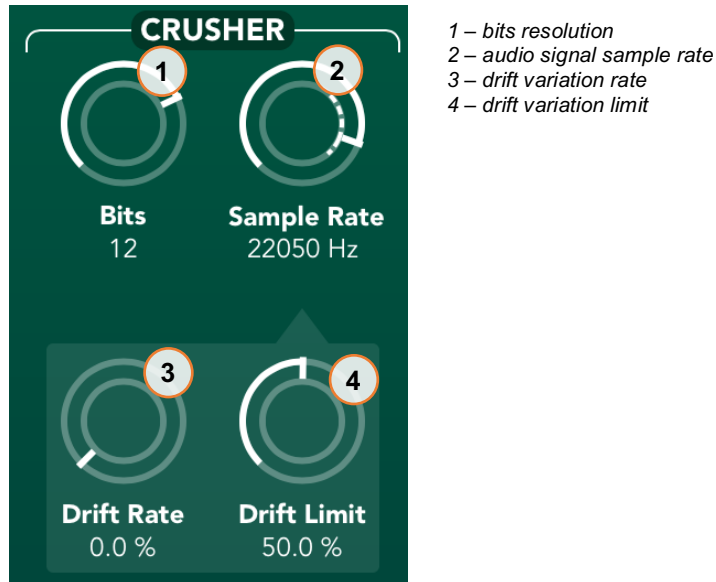 CRUSHER
1
2
Bits
12
Sample Rate
22050 Hz
3
4
Drift Rate
0.0 %
Drift Limit
50.0 %
1 – bits resolution
2 – audio signal sample rate
3 – drift variation rate
4 – drift variation limit